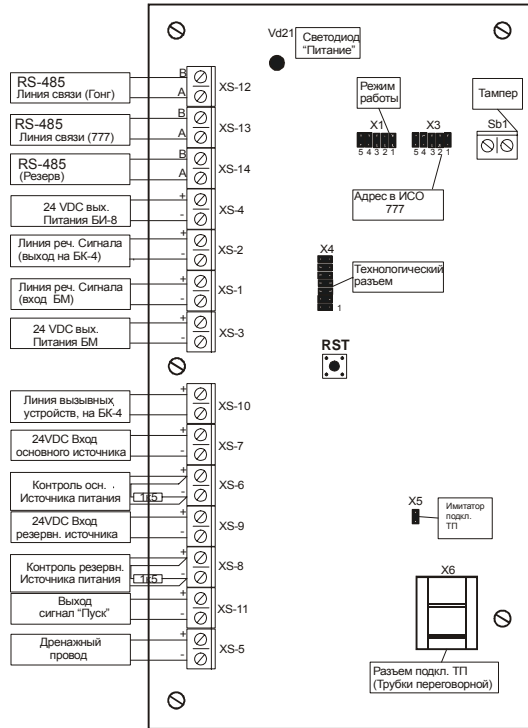 Vd21
Светодиод
"Питание"
RS-485
Линия связи (Гонг)
B
A
XS-12
RS-485
Линия связи (777)
B
A
XS-13
RS-485
(Резерв)
B
A
XS-14
24 VDC вых.
Питания БИ-8
+
-
XS-4
Линия реч. Сигнала
(выход на БК-4)
+
-
XS-2
Линия реч. Сигнала
(вход БМ)
+
-
XS-1
24 VDC вых.
Питания БМ
+
-
XS-3
Линия вызывных
устройств, на БК-4
+
-
XS-10
24VDC Вход
основного источника
+
-
XS-7
Контроль осн.
Источника питания
1к5
+
-
XS-6
24VDC Вход
резервн. источника
+
-
XS-9
Контроль резервн.
Источника питания
1к5
+
-
XS-8
Выход
сигнал "Пуск"
+
-
XS-11
Дренажный
провод
+
-
XS-5
Режим
работы
X1
5 4 3 2 1
X3
5 4 3 2 1
Тампер
Sb1
Адрес в ИСО
777
X4
1
Технологический
разъем
RST
X5
Имитатор
подкл.
ТП
X6
Разъем подкл. ТП
(Трубки переговорной)